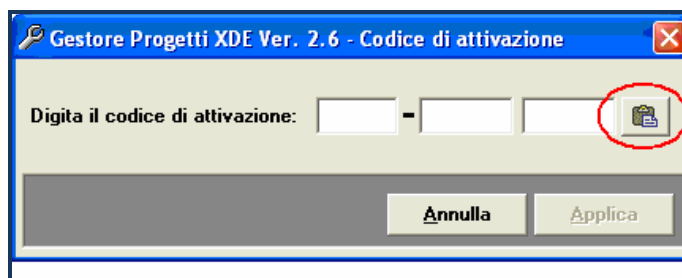 Gestore Progetti XDE Ver. 2.6 - Codice di attivazione
Digita il codice di attivazione: -
Annulla Applica